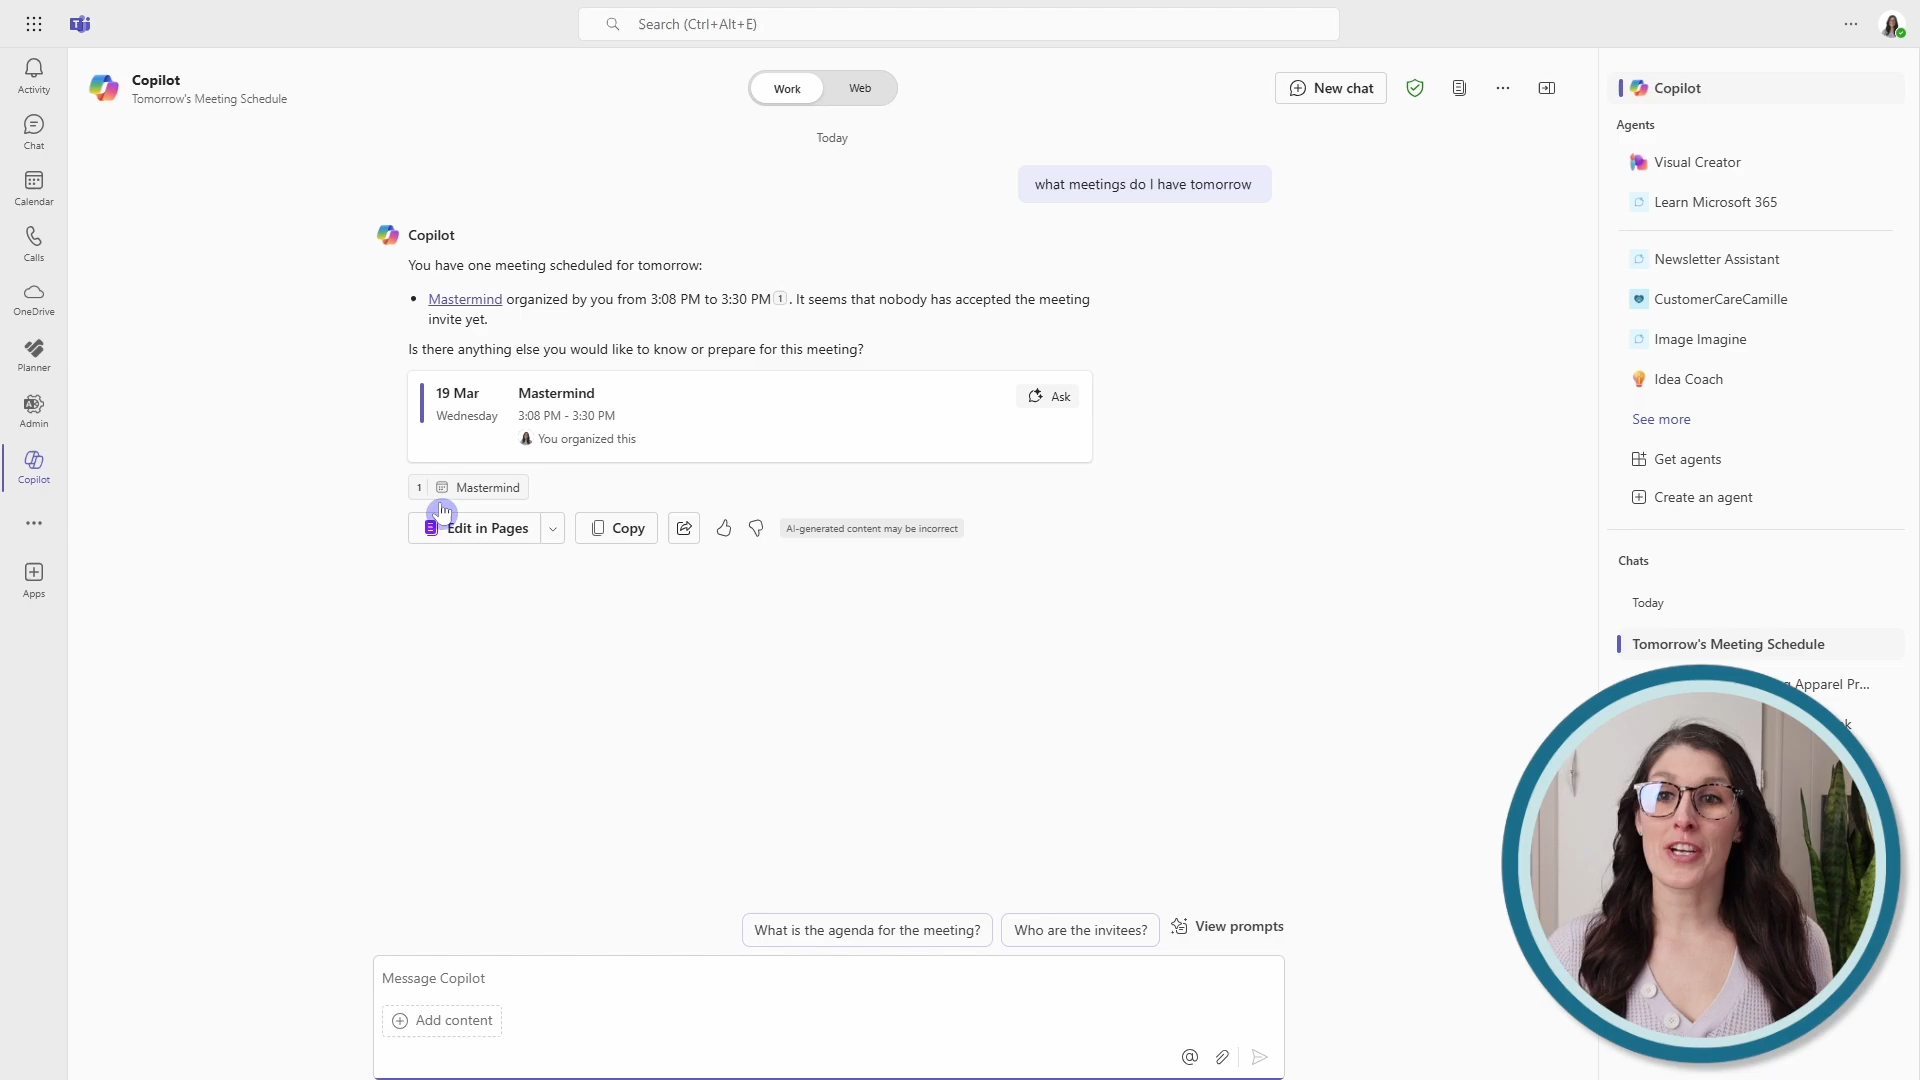 Search (Ctrl+Alt+E)
Activity
Chat
Calendar
Calls
OneDrive
Planner
Admin
Copilot
Apps
Copilot
Tomorrow's Meeting Schedule
Work
Web
New chat
Today
what meetings do I have tomorrow
Copilot
You have one meeting scheduled for tomorrow:
• Mastermind organized by you from 3:08 PM to 3:30 PM 1. It seems that nobody has accepted the meeting
invite yet.
Is there anything else you would like to know or prepare for this meeting?
19 Mar
Wednesday
Mastermind
3:08 PM - 3:30 PM
You organized this
Ask
1 Mastermind
Edit in Pages
Copy
AI-generated content may be incorrect
What is the agenda for the meeting?
Who are the invitees?
View prompts
Message Copilot
Add content
Copilot
Agents
Visual Creator
Learn Microsoft 365
Newsletter Assistant
CustomerCareCamille
Image Imagine
Idea Coach
See more
Get agents
Create an agent
Chats
Today
Tomorrow's Meeting Schedule
Apparel Pr...